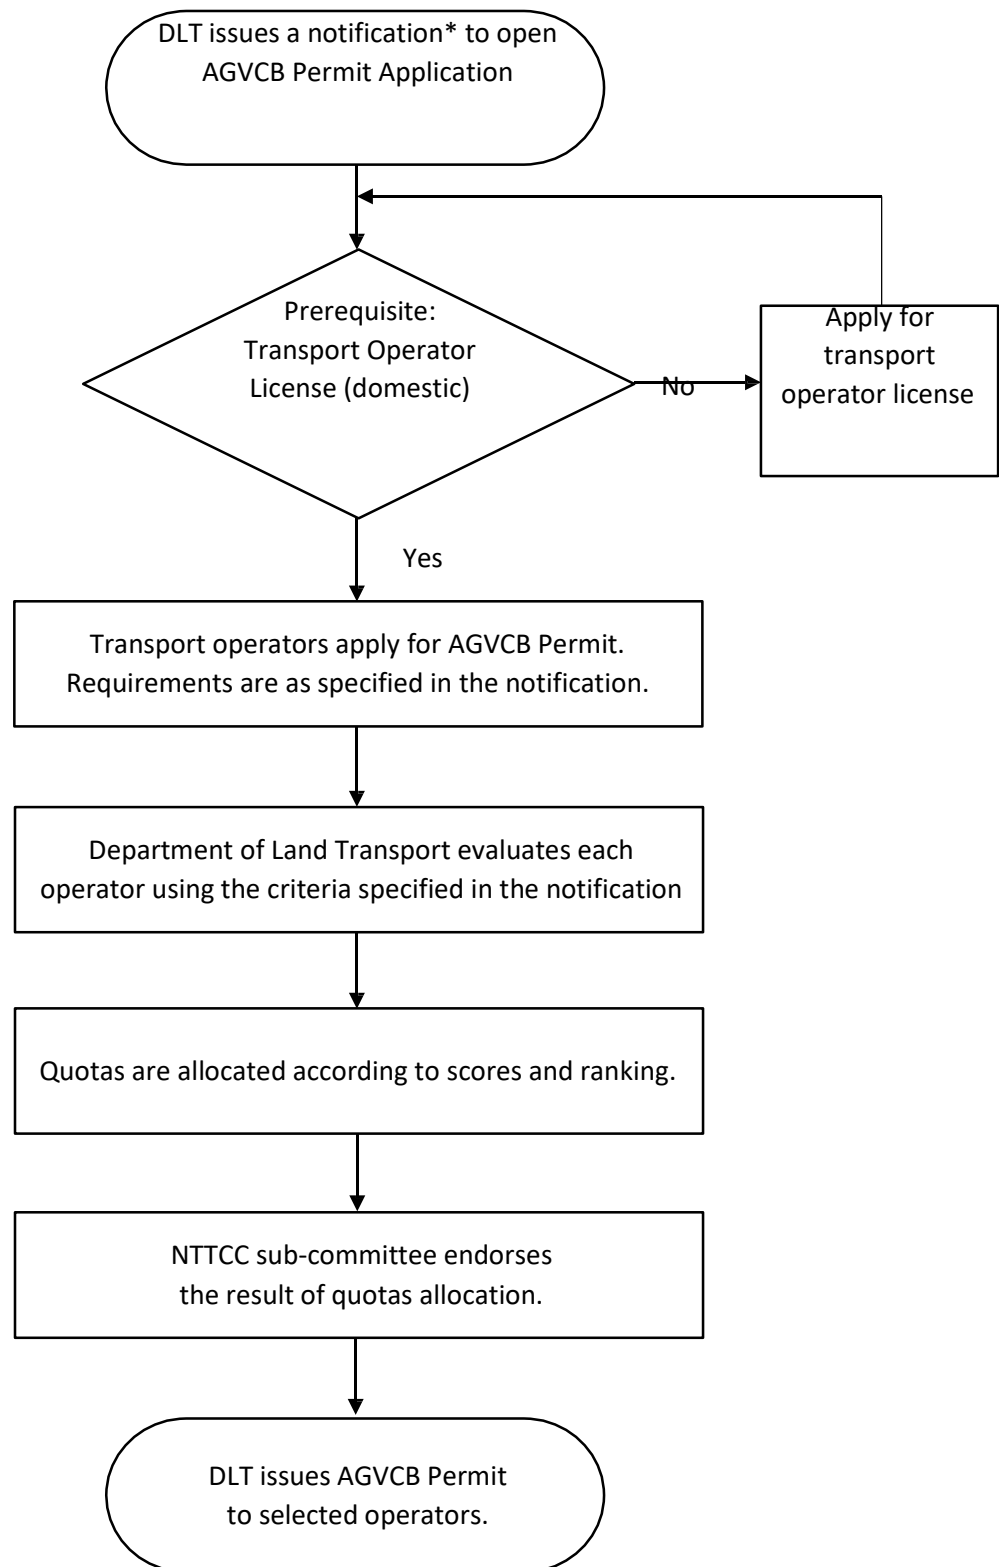 DLT issues a notification* to open
AGVCB Permit Application
Prerequisite:
Transport Operator
License (domestic)
No
Apply for
transport
operator license
Yes
Transport operators apply for AGVCB Permit.
Requirements are as specified in the notification.
Department of Land Transport evaluates each
operator using the criteria specified in the notification
Quotas are allocated according to scores and ranking.
NTTCC sub-committee endorses
the result of quotas allocation.
DLT issues AGVCB Permit
to selected operators.